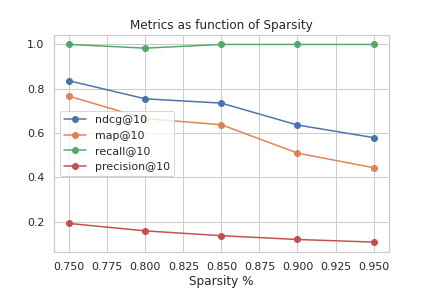 Metrics as function of Sparsity
1.0
0.8
0.6
0.4
0.2
ndcg@10
map@10
recall@10
precision@10
0.750 0.775 0.800 0.825 0.850 0.875 0.900 0.925 0.950
Sparsity %